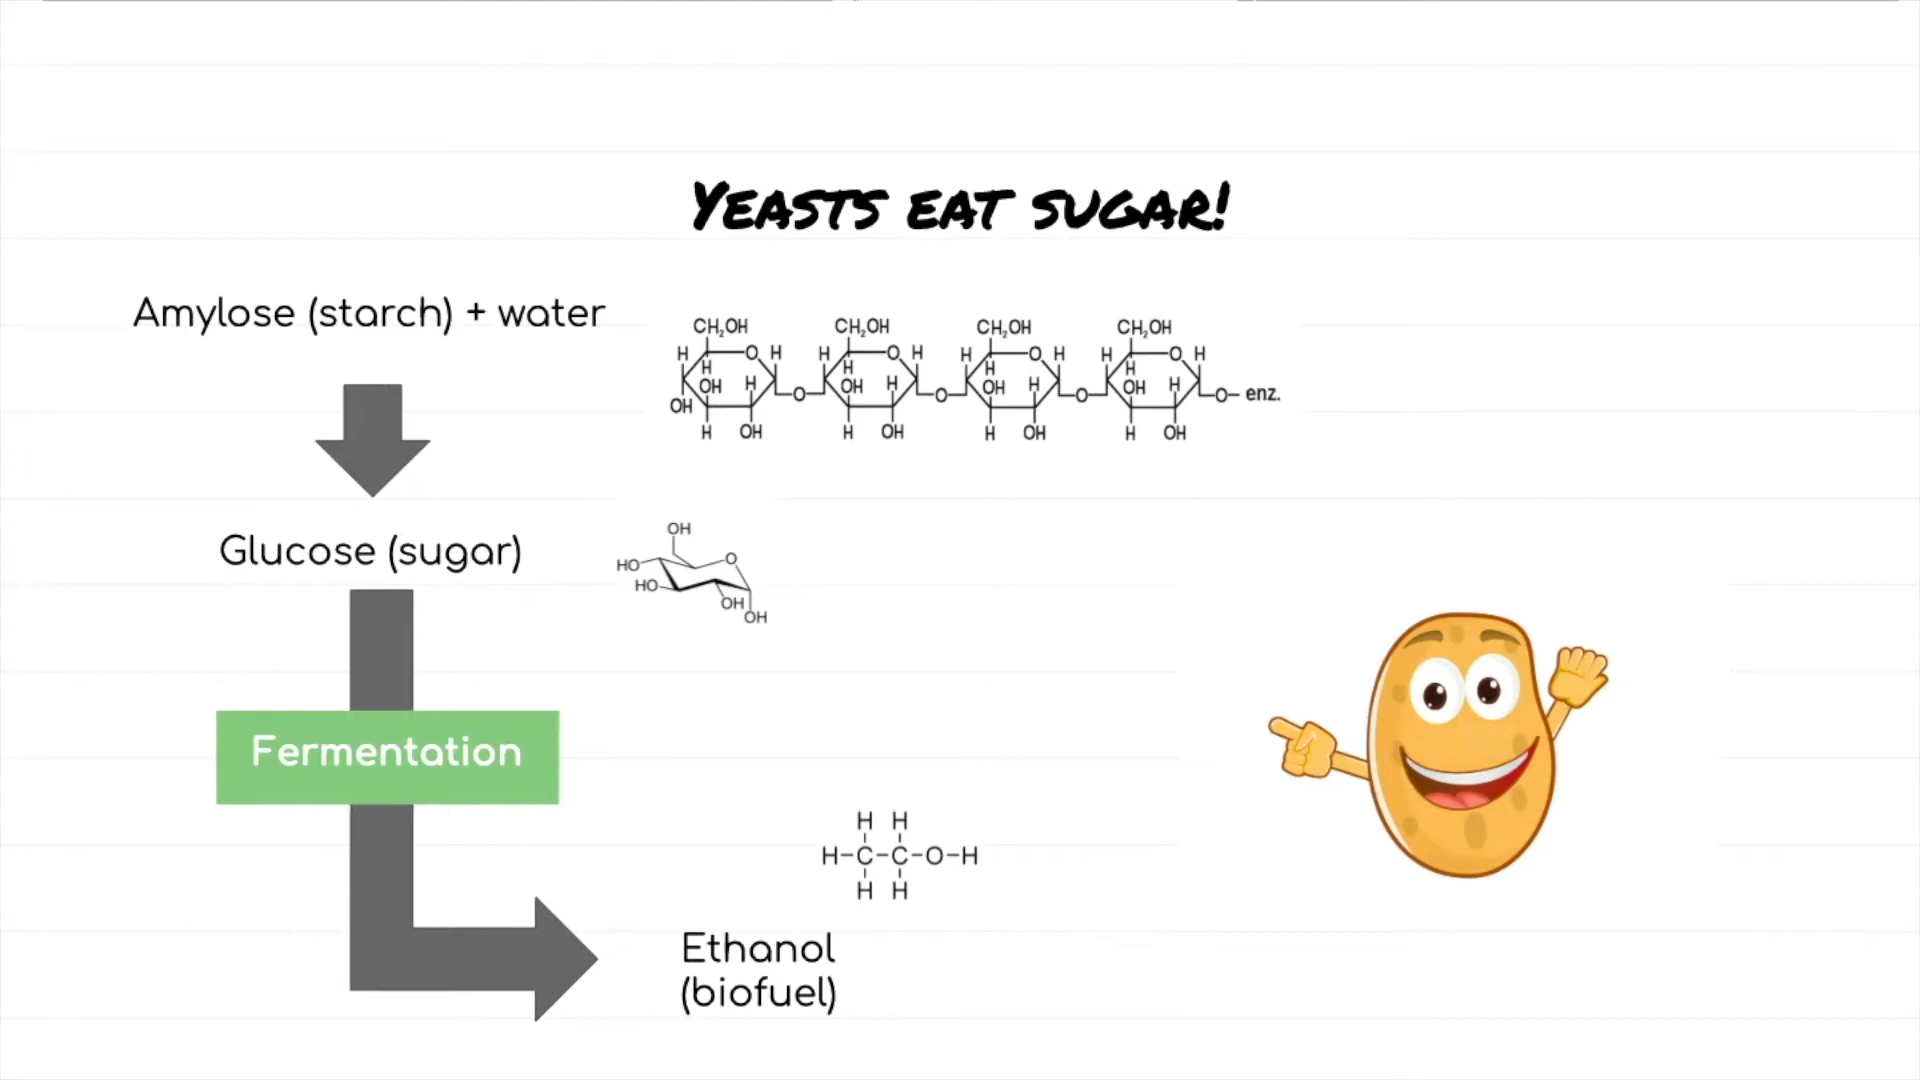 Yeasts eat sugar!
Amylose (starch) + water
CH₂OH CH₂OH CH₂OH CH₂OH
H O H H O H H O H H O H
H H H H
OH H OH H OH H OH H
OH O O O O– enz.
H OH H OH H OH H OH
Glucose (sugar)
OH
O
HO
HO
OH
OH
Fermentation
H H
H–C–C–O–H
H H
Ethanol
(biofuel)